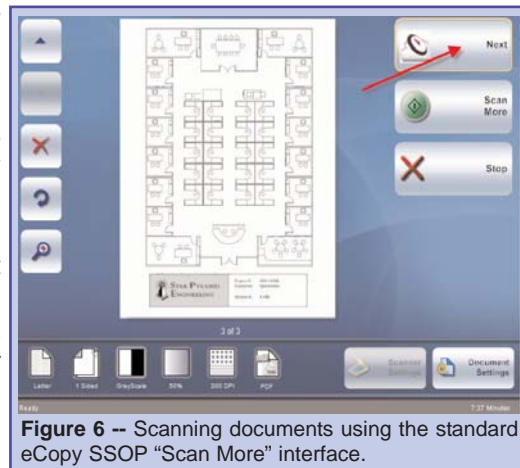 Next
Scan
More
Stop
STAR PYRAMID
ENGINEERING
3 of 3
Letter
1 Sided
GreyScale
50%
300 DPI
PDF
Scanner
Settings
Document
Settings
Ready
7:37 Minutes
Figure 6 -- Scanning documents using the standard
eCopy SSOP “Scan More” interface.